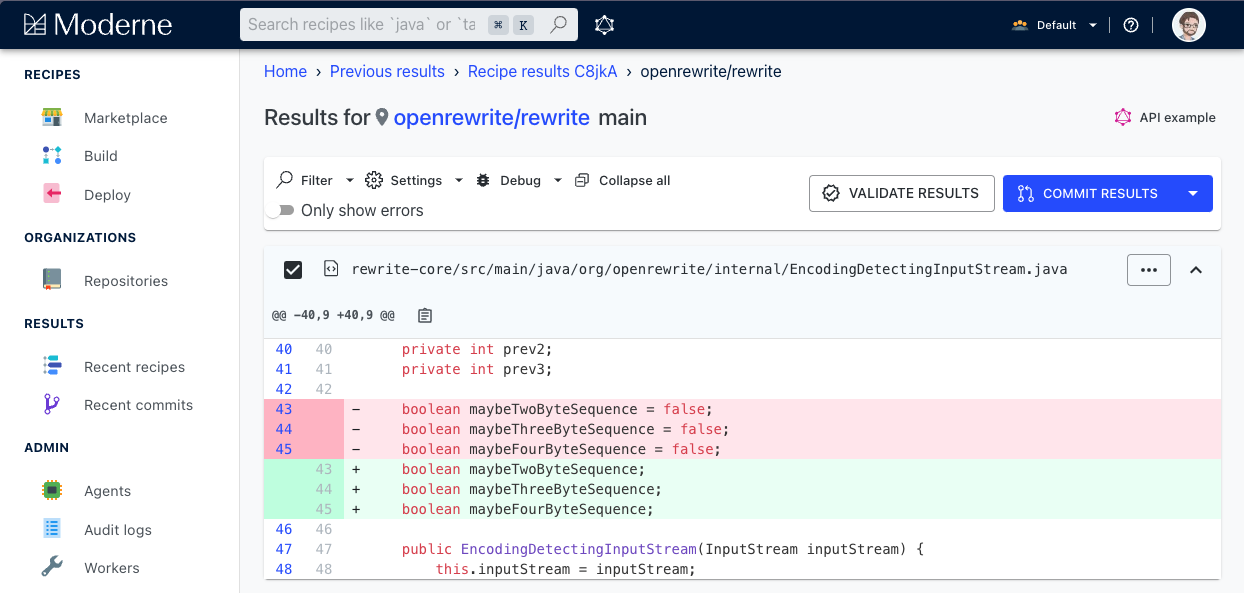 Moderne
Search recipes like `java` or `ta ⌘ K
Default
RECIPES
Marketplace
Build
Deploy
ORGANIZATIONS
Repositories
RESULTS
Recent recipes
Recent commits
ADMIN
Agents
Audit logs
Workers
Home › Previous results › Recipe results C8jkA › openrewrite/rewrite
Results for openrewrite/rewrite main
API example
Filter Settings Debug Collapse all
Only show errors
VALIDATE RESULTS
COMMIT RESULTS
rewrite-core/src/main/java/org/openrewrite/internal/EncodingDetectingInputStream.java
@@ -40,9 +40,9 @@
40 40 private int prev2;
41 41 private int prev3;
42 42
43 - boolean maybeTwoByteSequence = false;
44 - boolean maybeThreeByteSequence = false;
45 - boolean maybeFourByteSequence = false;
43 + boolean maybeTwoByteSequence;
44 + boolean maybeThreeByteSequence;
45 + boolean maybeFourByteSequence;
46 46
47 47 public EncodingDetectingInputStream(InputStream inputStream) {
48 48 this.inputStream = inputStream;